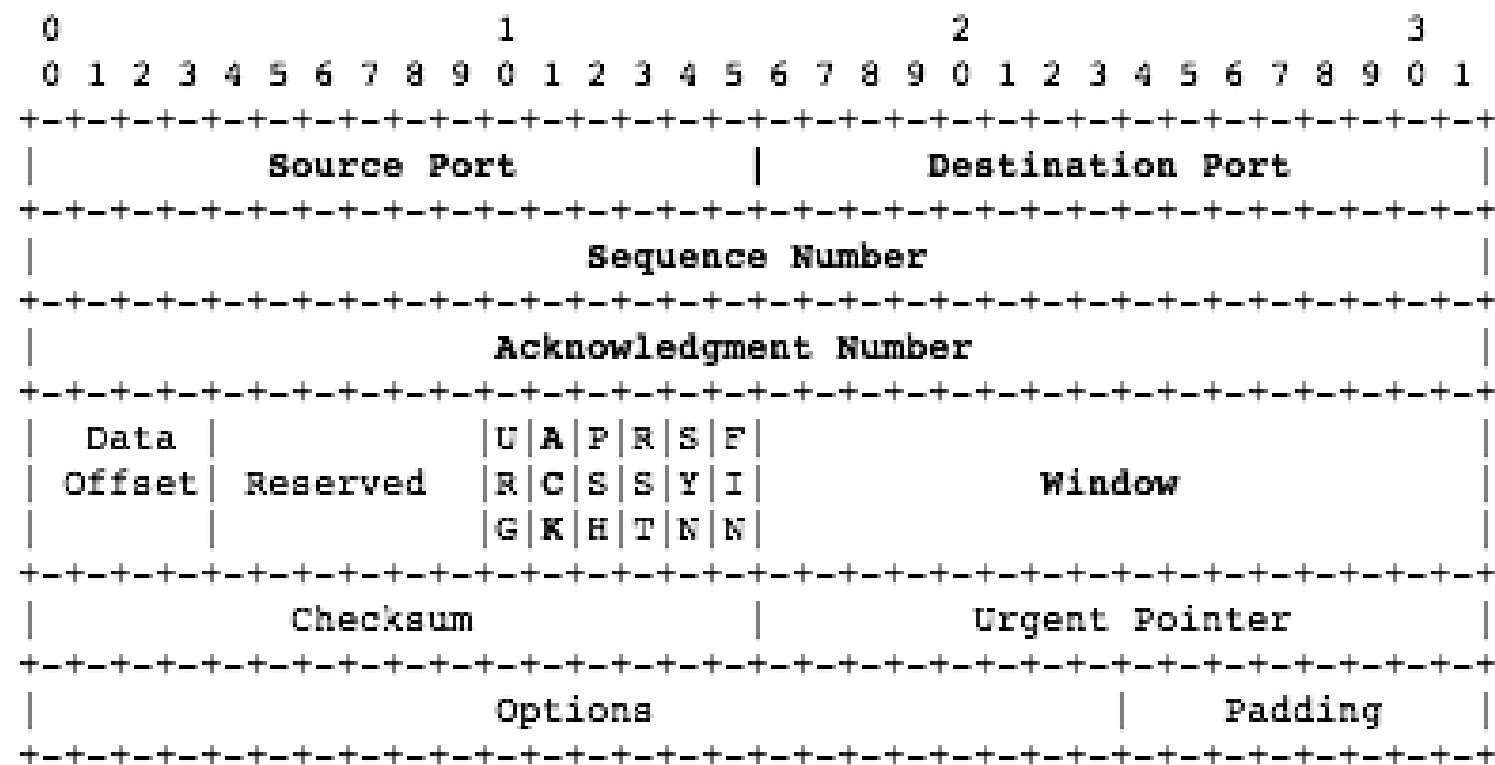 0                   1                   2                   3
 0 1 2 3 4 5 6 7 8 9 0 1 2 3 4 5 6 7 8 9 0 1 2 3 4 5 6 7 8 9 0 1
+-+-+-+-+-+-+-+-+-+-+-+-+-+-+-+-+-+-+-+-+-+-+-+-+-+-+-+-+-+-+-+-+
|          Source Port          |       Destination Port        |
+-+-+-+-+-+-+-+-+-+-+-+-+-+-+-+-+-+-+-+-+-+-+-+-+-+-+-+-+-+-+-+-+
|                        Sequence Number                        |
+-+-+-+-+-+-+-+-+-+-+-+-+-+-+-+-+-+-+-+-+-+-+-+-+-+-+-+-+-+-+-+-+
|                    Acknowledgment Number                      |
+-+-+-+-+-+-+-+-+-+-+-+-+-+-+-+-+-+-+-+-+-+-+-+-+-+-+-+-+-+-+-+-+
|  Data |           |U|A|P|R|S|F|                               |
| Offset| Reserved  |R|C|S|S|Y|I|            Window             |
|       |           |G|K|H|T|N|N|                               |
+-+-+-+-+-+-+-+-+-+-+-+-+-+-+-+-+-+-+-+-+-+-+-+-+-+-+-+-+-+-+-+-+
|           Checksum            |         Urgent Pointer        |
+-+-+-+-+-+-+-+-+-+-+-+-+-+-+-+-+-+-+-+-+-+-+-+-+-+-+-+-+-+-+-+-+
|                    Options                    |    Padding    |
+-+-+-+-+-+-+-+-+-+-+-+-+-+-+-+-+-+-+-+-+-+-+-+-+-+-+-+-+-+-+-+-+